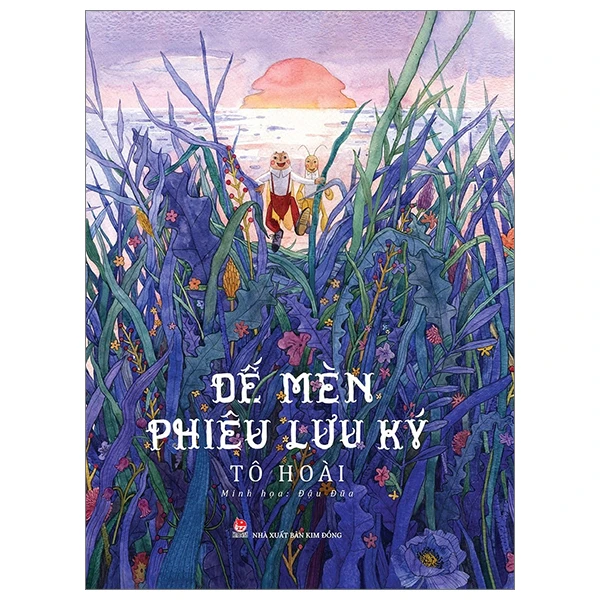 DẾ MÈN
PHIÊU LƯU KÝ
TÔ HOÀI
Minh họa: Đậu Đũa
NHÀ XUẤT BẢN KIM ĐỒNG